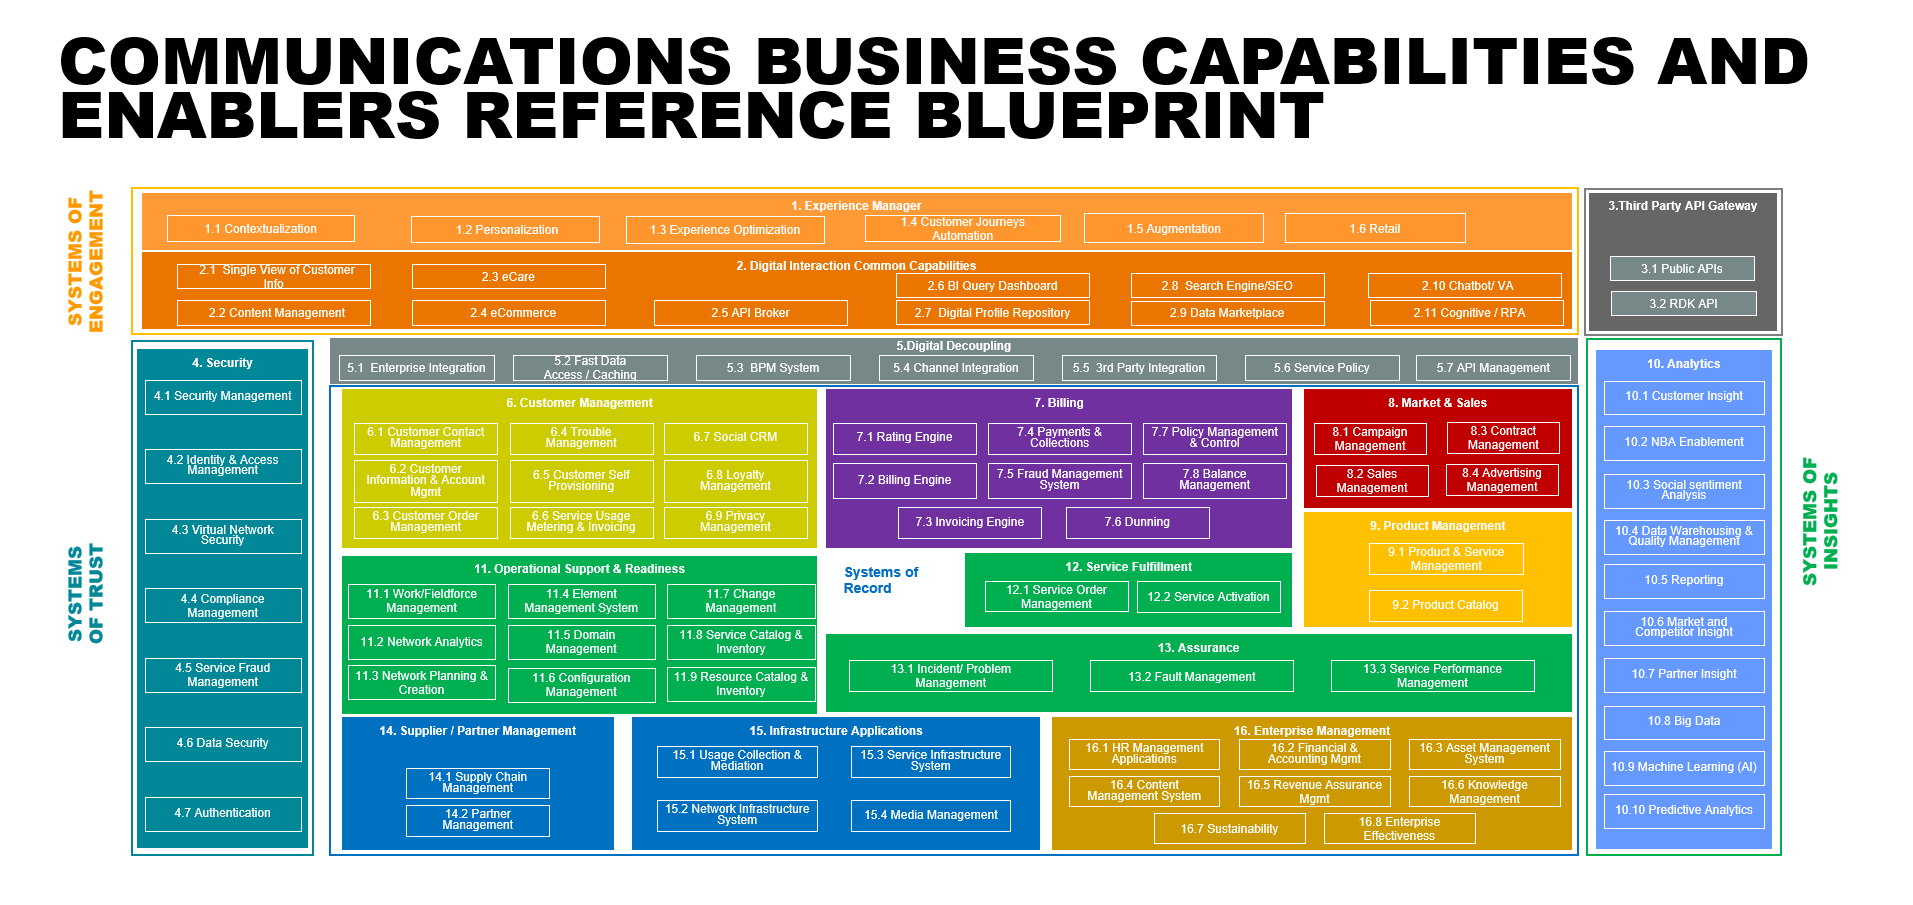 COMMUNICATIONS BUSINESS CAPABILITIES AND
ENABLERS REFERENCE BLUEPRINT
SYSTEMS OF
ENGAGEMENT
1. Experience Manager
1.1 Contextualization
1.2 Personalization
1.3 Experience Optimization
1.4 Customer Journeys
Automation
1.5 Augmentation
1.6 Retail
2. Digital Interaction Common Capabilities
2.1  Single View of Customer
Info
2.2 Content Management
2.3 eCare
2.4 eCommerce
2.5 API Broker
2.6 BI Query Dashboard
2.7  Digital Profile Repository
2.8  Search Engine/SEO
2.9 Data Marketplace
2.10 Chatbot/ VA
2.11 Cognitive / RPA
3.Third Party API Gateway
3.1 Public APIs
3.2 RDK API
SYSTEMS
OF TRUST
4. Security
4.1 Security Management
4.2 Identity & Access
Management
4.3 Virtual Network
Security
4.4 Compliance
Management
4.5 Service Fraud
Management
4.6 Data Security
4.7 Authentication
5.Digital Decoupling
5.1  Enterprise Integration
5.2 Fast Data
Access / Caching
5.3  BPM System
5.4 Channel Integration
5.5  3rd Party Integration
5.6 Service Policy
5.7 API Management
6. Customer Management
6.1 Customer Contact
Management
6.2 Customer
Information & Account
Mgmt
6.3 Customer Order
Management
6.4 Trouble
Management
6.5 Customer Self
Provisioning
6.6 Service Usage
Metering & Invoicing
6.7 Social CRM
6.8 Loyalty
Management
6.9 Privacy
Management
7. Billing
7.1 Rating Engine
7.2 Billing Engine
7.3 Invoicing Engine
7.4 Payments &
Collections
7.5 Fraud Management
System
7.6 Dunning
7.7 Policy Management
& Control
7.8 Balance
Management
8. Market & Sales
8.1 Campaign
Management
8.2 Sales
Management
8.3 Contract
Management
8.4 Advertising
Management
9. Product Management
9.1 Product & Service
Management
9.2 Product Catalog
10. Analytics
10.1 Customer Insight
10.2 NBA Enablement
10.3 Social sentiment
Analysis
10.4 Data Warehousing &
Quality Management
10.5 Reporting
10.6 Market and
Competitor Insight
10.7 Partner Insight
10.8 Big Data
10.9 Machine Learning (AI)
10.10 Predictive Analytics
SYSTEMS OF
INSIGHTS
11. Operational Support & Readiness
11.1 Work/Fieldforce
Management
11.2 Network Analytics
11.3 Network Planning &
Creation
11.4 Element
Management System
11.5 Domain
Management
11.6 Configuration
Management
11.7 Change
Management
11.8 Service Catalog &
Inventory
11.9 Resource Catalog &
Inventory
Systems of
Record
12. Service Fulfillment
12.1 Service Order
Management
12.2 Service Activation
13. Assurance
13.1 Incident/ Problem
Management
13.2 Fault Management
13.3 Service Performance
Management
14. Supplier / Partner Management
14.1 Supply Chain
Management
14.2 Partner
Management
15. Infrastructure Applications
15.1 Usage Collection &
Mediation
15.2 Network Infrastructure
System
15.3 Service Infrastructure
System
15.4 Media Management
16. Enterprise Management
16.1 HR Management
Applications
16.2 Financial &
Accounting Mgmt
16.3 Asset Management
System
16.4 Content
Management System
16.5 Revenue Assurance
Mgmt
16.6 Knowledge
Management
16.7 Sustainability
16.8 Enterprise
Effectiveness